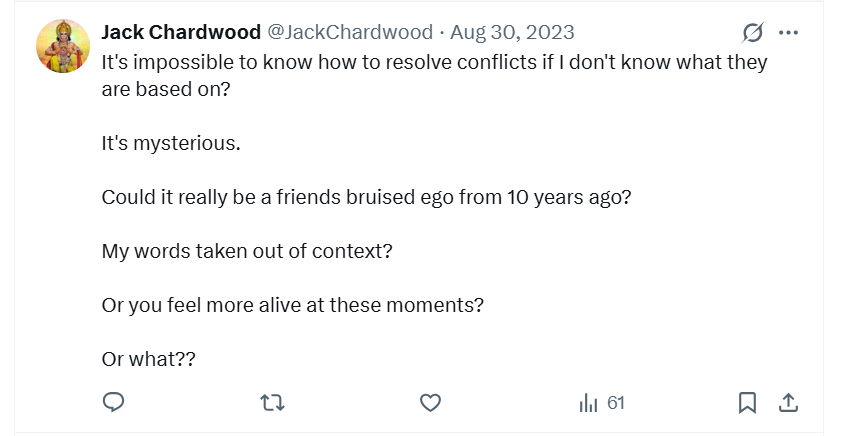 Jack Chardwood @JackChardwood · Aug 30, 2023
It's impossible to know how to resolve conflicts if I don't know what they
are based on?
It's mysterious.
Could it really be a friends bruised ego from 10 years ago?
My words taken out of context?
Or you feel more alive at these moments?
Or what??
61